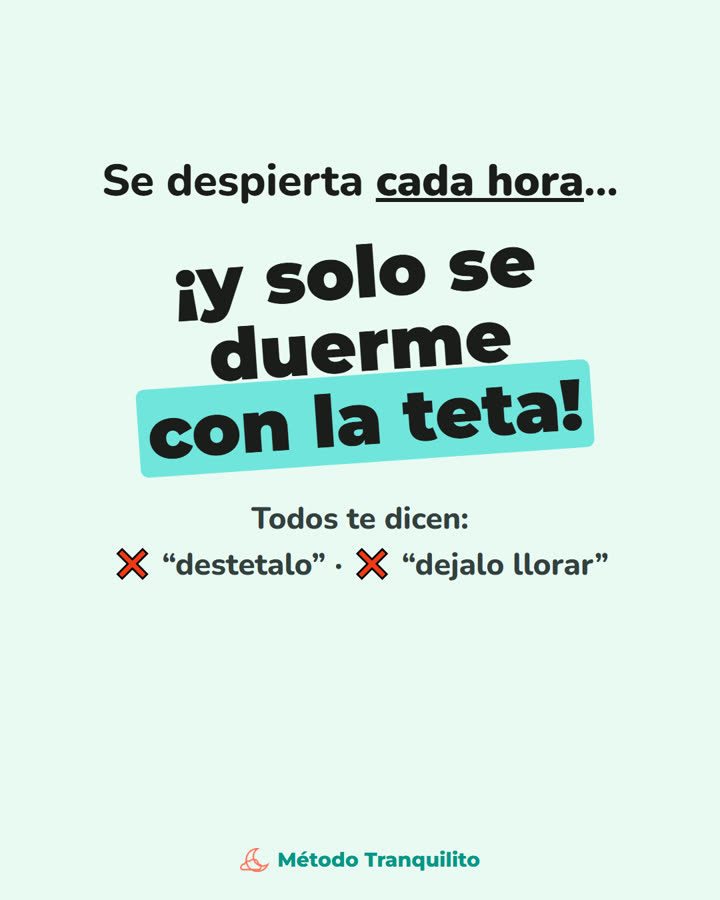 Se despierta cada hora...
¡y solo se
duerme
con la teta!
Todos te dicen:
❌ “destetalo” · ❌ “dejalo llorar”
Método Tranquilito